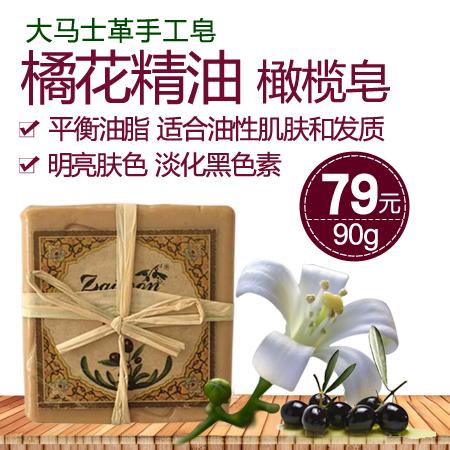 大马士革手工皂
橘花精油 橄榄皂
平衡油脂 适合油性肌肤和发质
明亮肤色 淡化黑色素
79元
90g